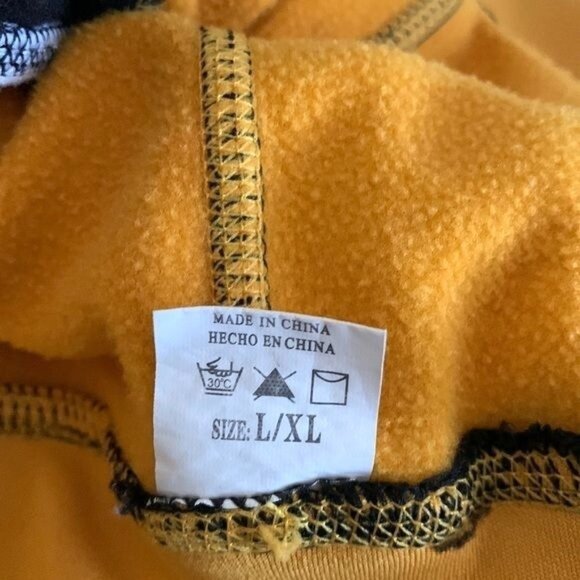 MADE IN CHINA
HECHO EN CHINA
30°C
SIZE: L/XL